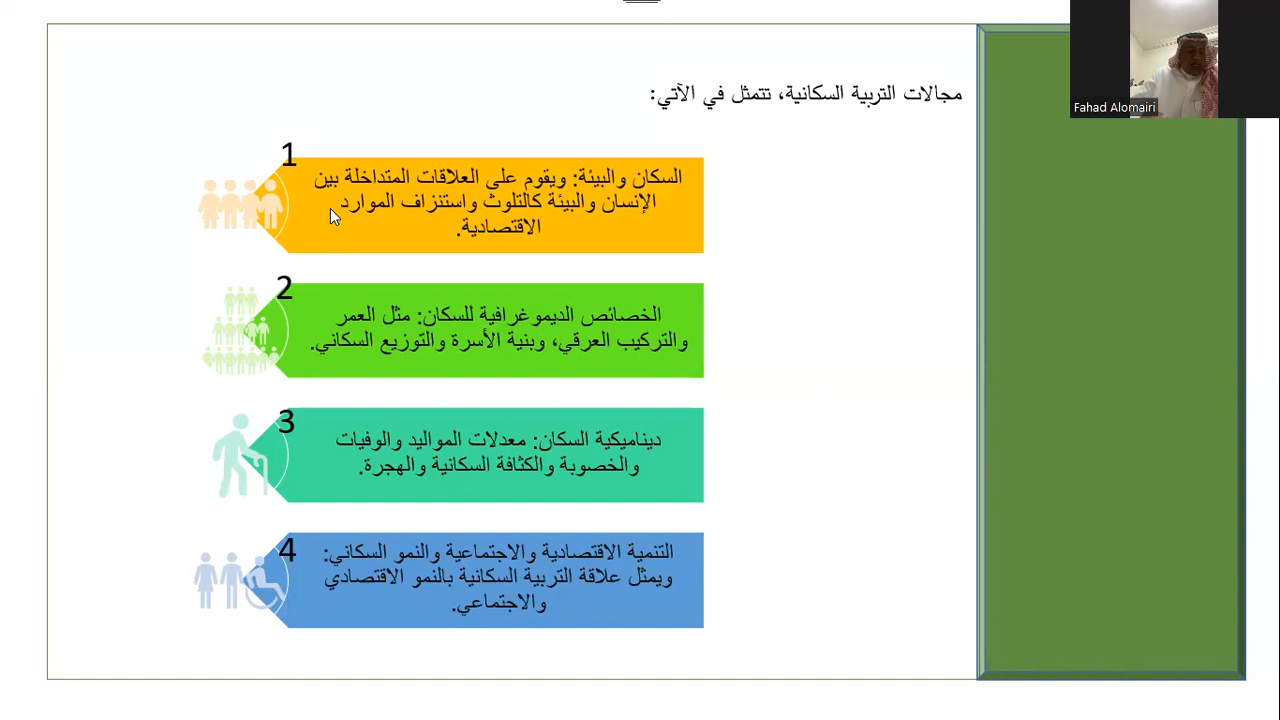 Fahad Alomairi
مجالات التربية السكانية، تتمثل في الآتي:
1
السكان والبيئة: ويقوم على العلاقات المتداخلة بين
الإنسان والبيئة كالتلوث واستنزاف الموارد
الاقتصادية.
2
الخصائص الديموغرافية للسكان: مثل العمر
والتركيب العرقي، وبنية الأسرة والتوزيع السكاني.
3
ديناميكية السكان: معدلات المواليد والوفيات
والخصوبة والكثافة السكانية والهجرة.
4
التنمية الاقتصادية والاجتماعية والنمو السكاني:
ويمثل علاقة التربية السكانية بالنمو الاقتصادي
والاجتماعي.